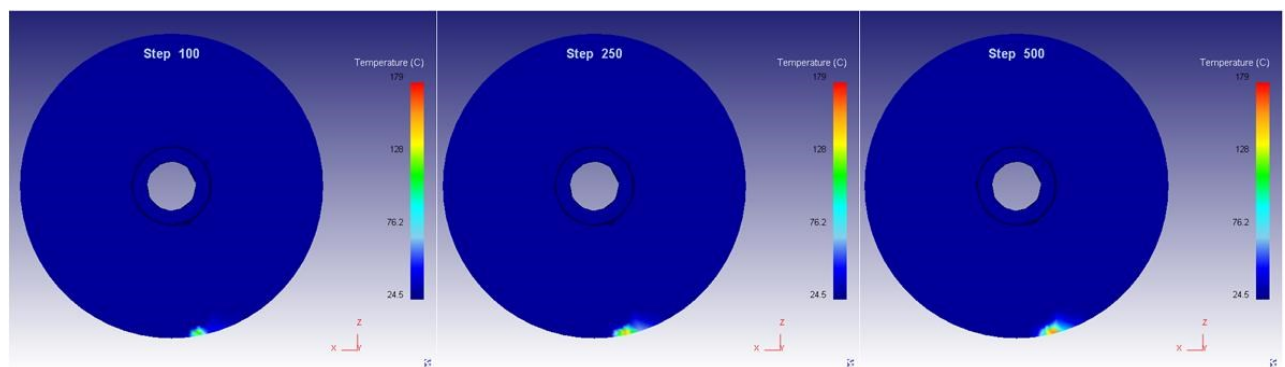 Step 100
Temperature (C)
179
128
76.2
24.5
Z
X
Y
Step 250
Temperature (C)
179
128
76.2
24.5
Z
X
Y
Step 500
Temperature (C)
179
128
76.2
24.5
Z
X
Y